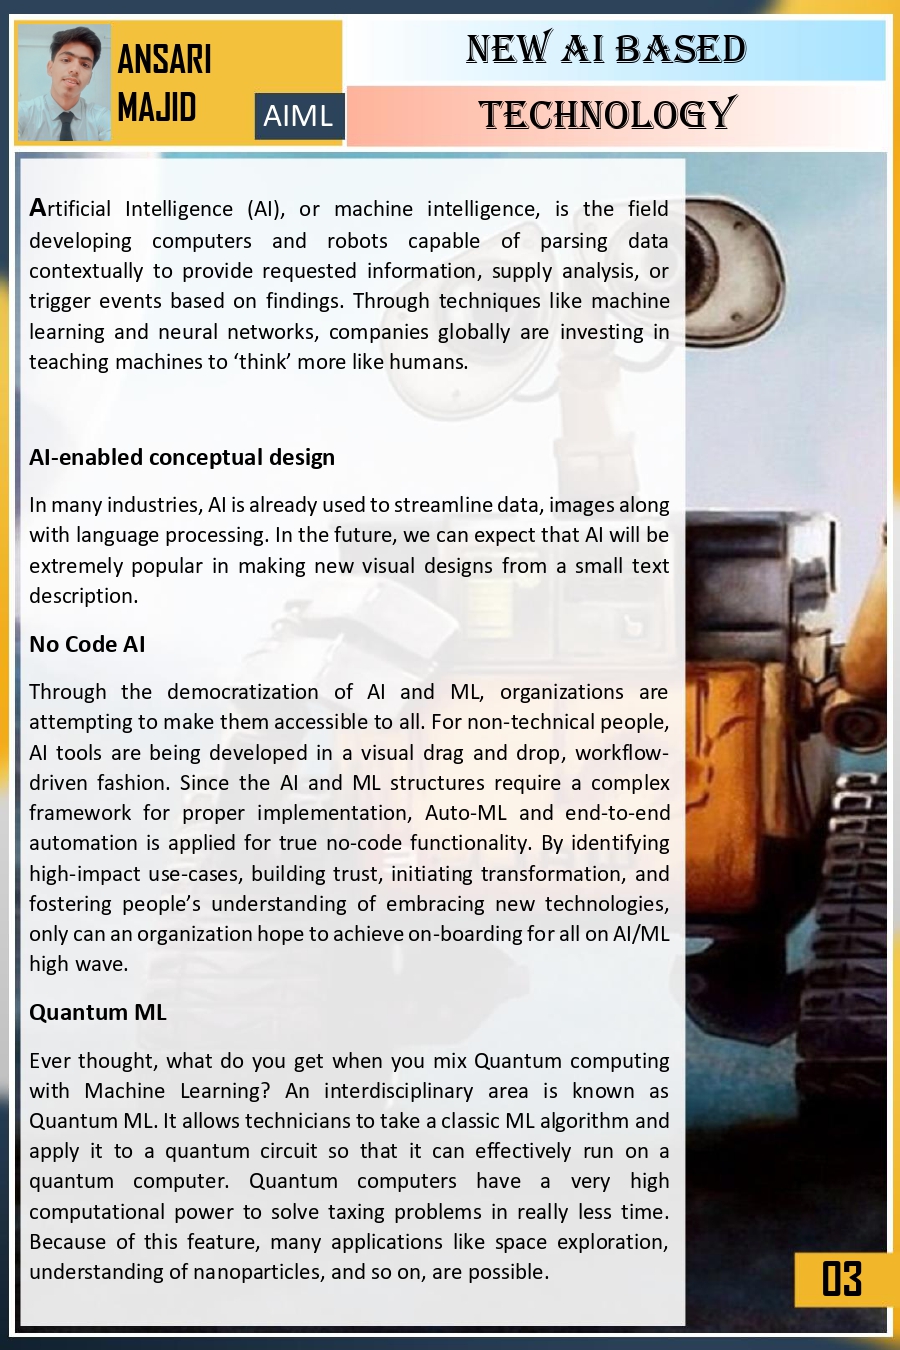 ANSARI
MAJID
AIML
NEW AI BASED
TECHNOLOGY
Artificial Intelligence (AI), or machine intelligence, is the field
developing computers and robots capable of parsing data
contextually to provide requested information, supply analysis, or
trigger events based on findings. Through techniques like machine
learning and neural networks, companies globally are investing in
teaching machines to ‘think’ more like humans.
AI-enabled conceptual design
In many industries, AI is already used to streamline data, images along
with language processing. In the future, we can expect that AI will be
extremely popular in making new visual designs from a small text
description.
No Code AI
Through the democratization of AI and ML, organizations are
attempting to make them accessible to all. For non-technical people,
AI tools are being developed in a visual drag and drop, workflow-
driven fashion. Since the AI and ML structures require a complex
framework for proper implementation, Auto-ML and end-to-end
automation is applied for true no-code functionality. By identifying
high-impact use-cases, building trust, initiating transformation, and
fostering people’s understanding of embracing new technologies,
only can an organization hope to achieve on-boarding for all on AI/ML
high wave.
Quantum ML
Ever thought, what do you get when you mix Quantum computing
with Machine Learning? An interdisciplinary area is known as
Quantum ML. It allows technicians to take a classic ML algorithm and
apply it to a quantum circuit so that it can effectively run on a
quantum computer. Quantum computers have a very high
computational power to solve taxing problems in really less time.
Because of this feature, many applications like space exploration,
understanding of nanoparticles, and so on, are possible.
03